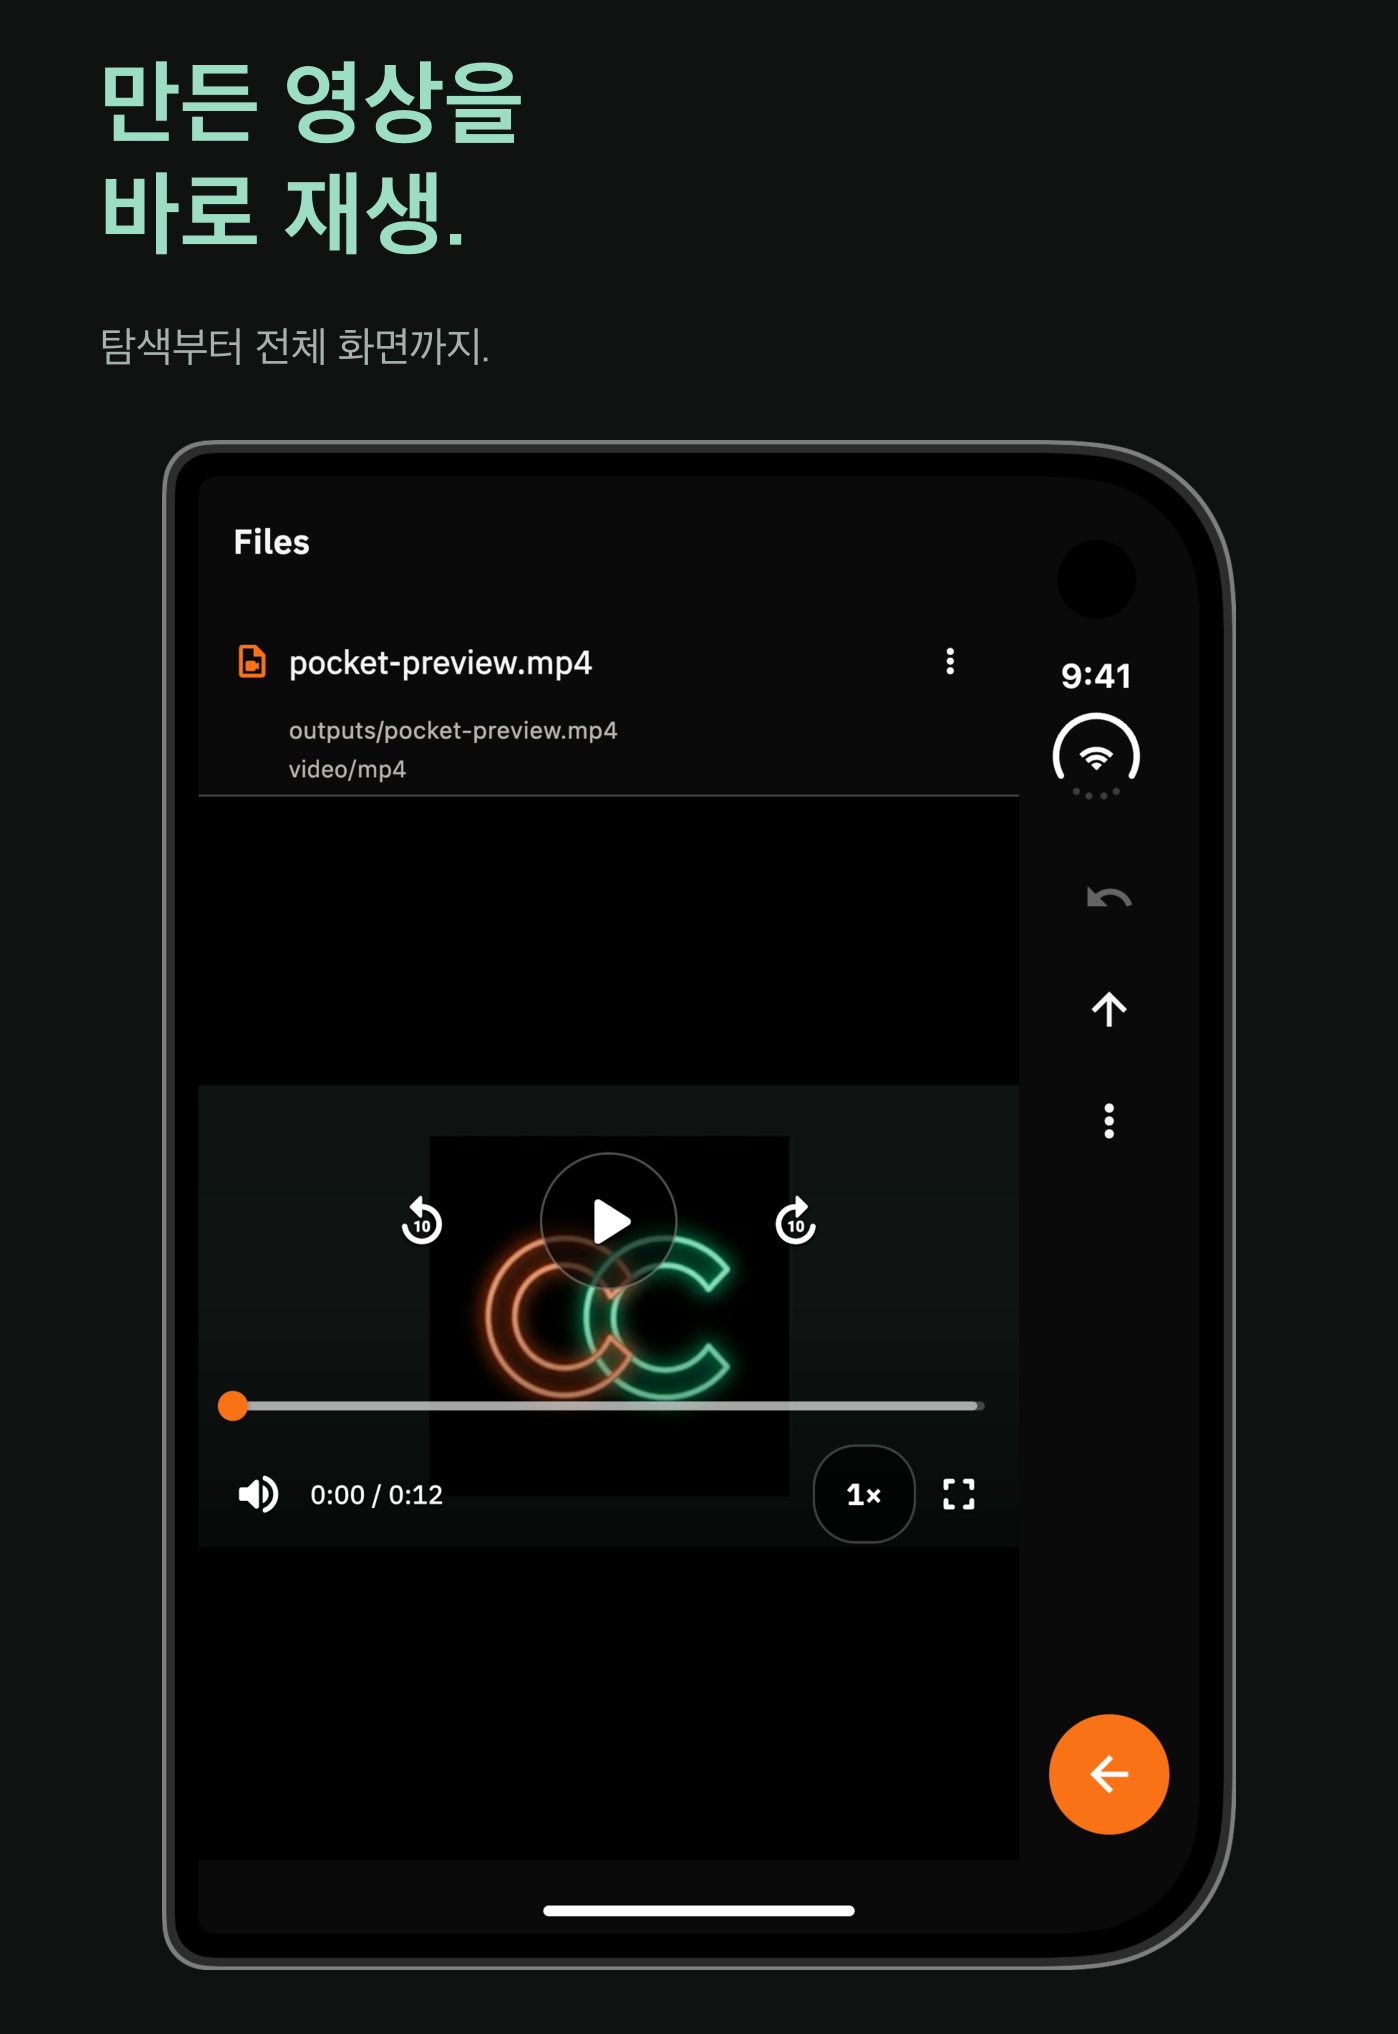 만든 영상을
바로 재생.
탐색부터 전체 화면까지.
Files
pocket-preview.mp4
outputs/pocket-preview.mp4
video/mp4
9:41
10
10
CC
0:00 / 0:12
1×